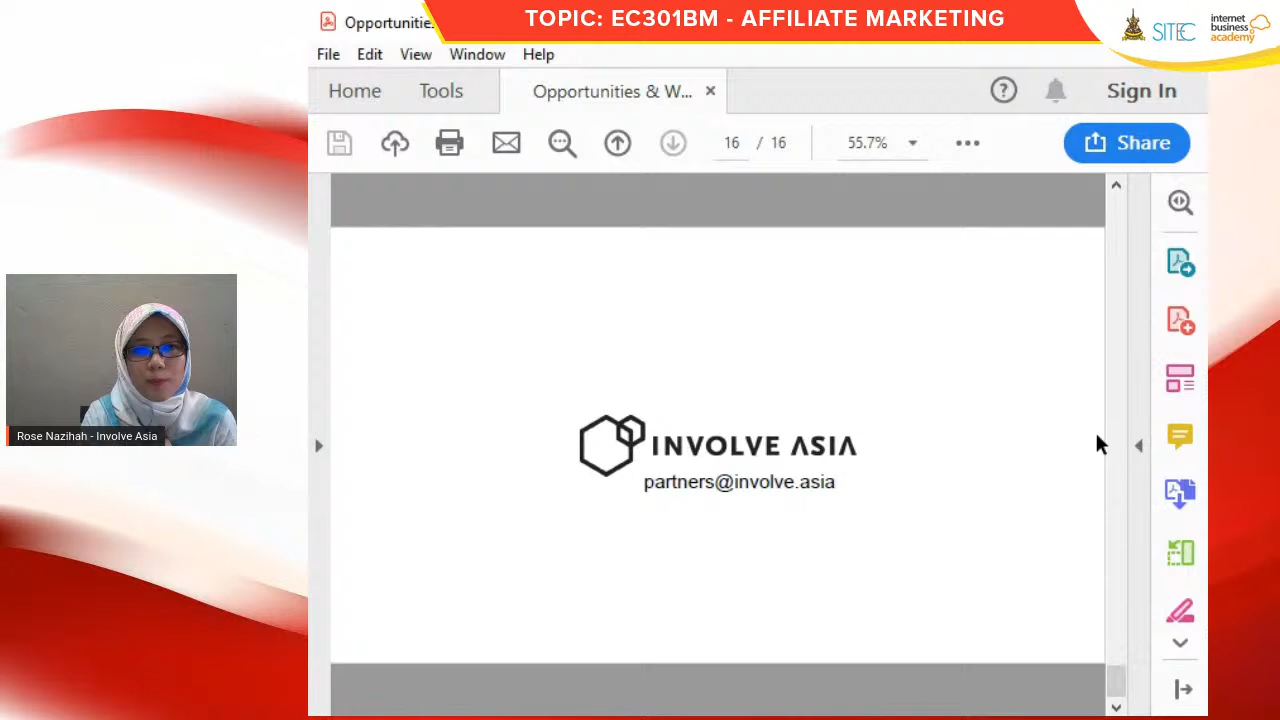 TOPIC: EC301BM - AFFILIATE MARKETING
SITEC
internet
business
academy
Opportunitie
File Edit View Window Help
Home Tools Opportunities & W... × Sign In
16 / 16 55.7% Share
INVOLVE ASIA
partners@involve.asia
Rose Nazihah - Involve Asia